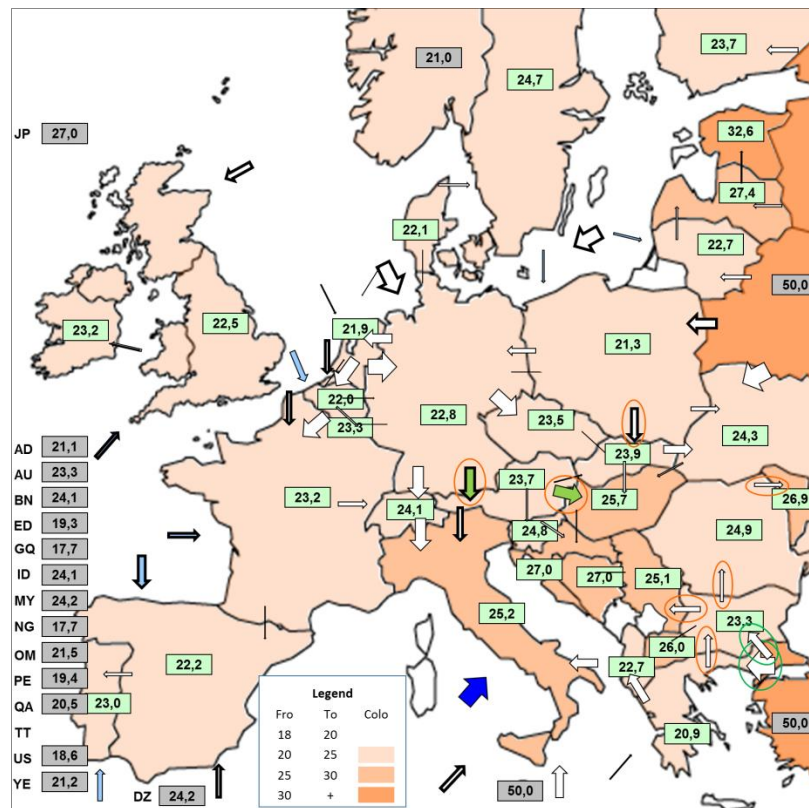 21,0
23,7
24,7
JP 27,0
32,6
27,4
22,1
22,7
50,0
23,2
22,5
21,9
21,3
22,0
22,8
23,5
23,3
24,3
23,9
AD 21,1
AU 23,3
BN 24,1
ED 19,3
GQ 17,7
ID 24,1
MY 24,2
NG 17,7
OM 21,5
PE 19,4
QA 20,5
TT
US 18,6
YE 21,2
23,2
24,1
23,7
25,7
26,9
24,8
24,9
27,0
27,0
25,1
25,2
23,3
26,0
22,7
22,2
23,0
20,9
50,0
DZ 24,2
50,0
Legend
Fro To Colo
18 20
20 25
25 30
30 +